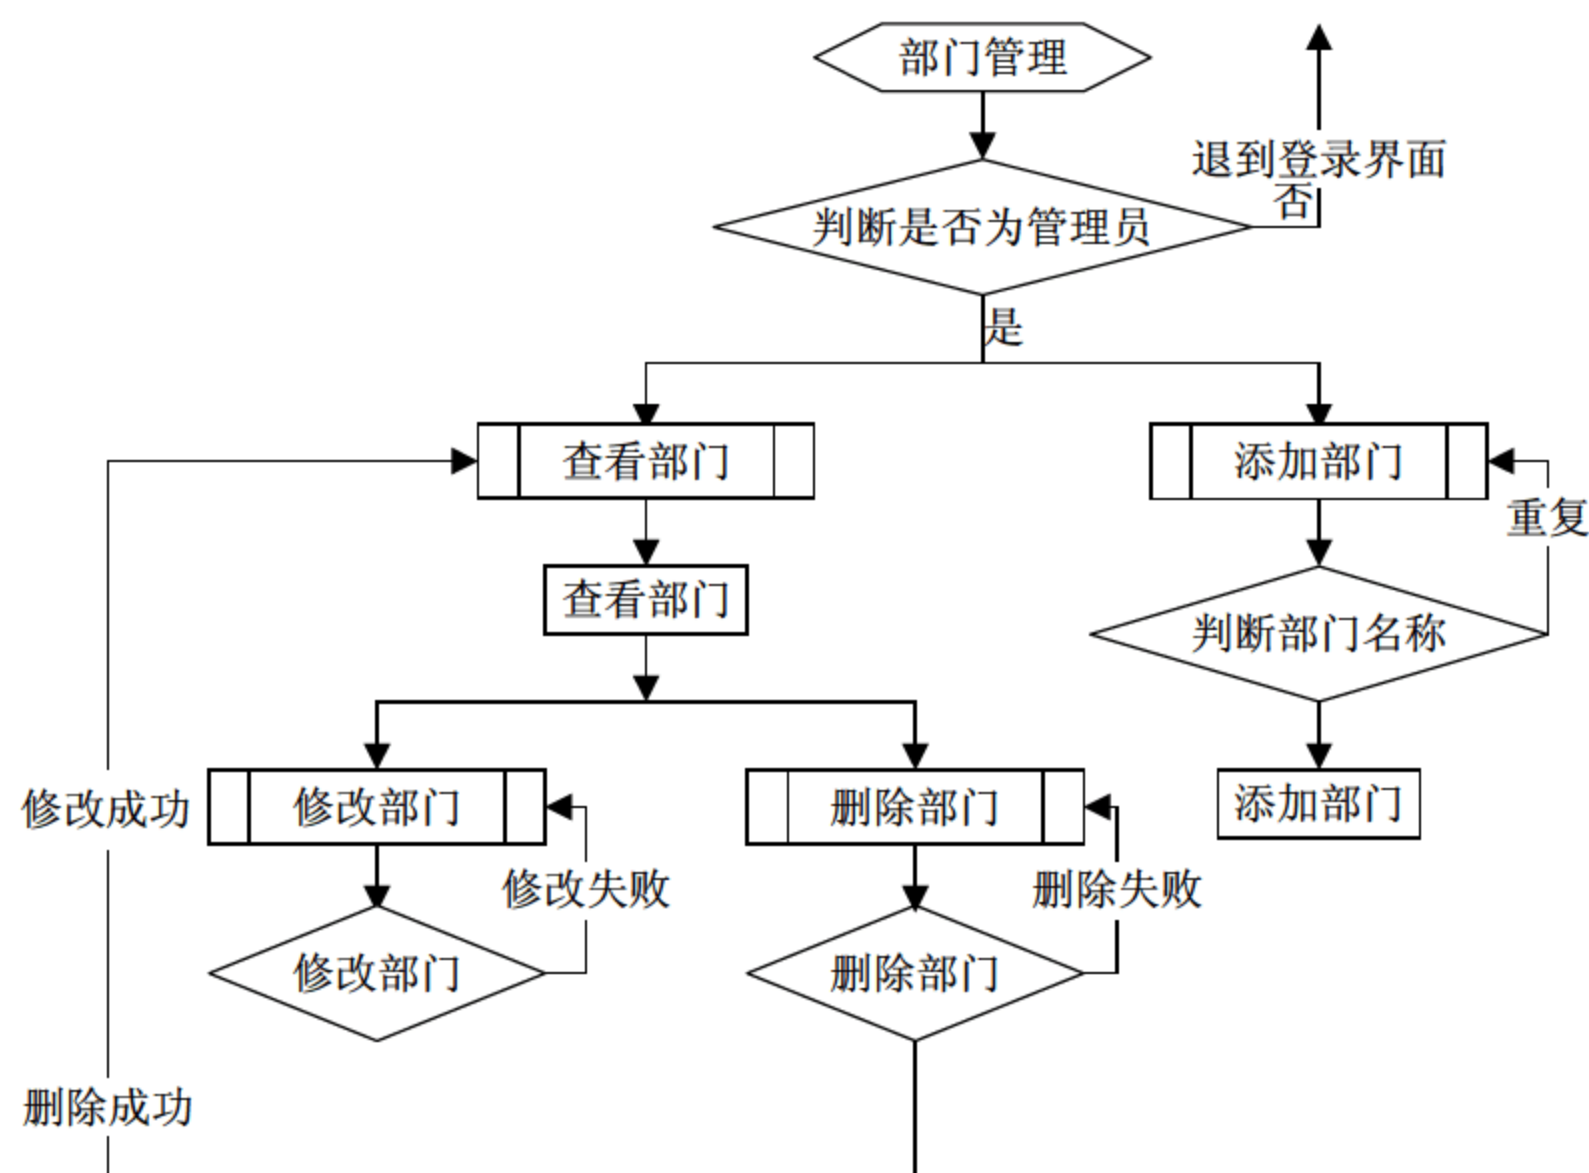 部门管理
退到登录界面
否
判断是否为管理员
是
查看部门
添加部门
重复
查看部门
判断部门名称
修改成功
修改部门
删除部门
添加部门
修改失败
删除失败
修改部门
删除部门
删除成功